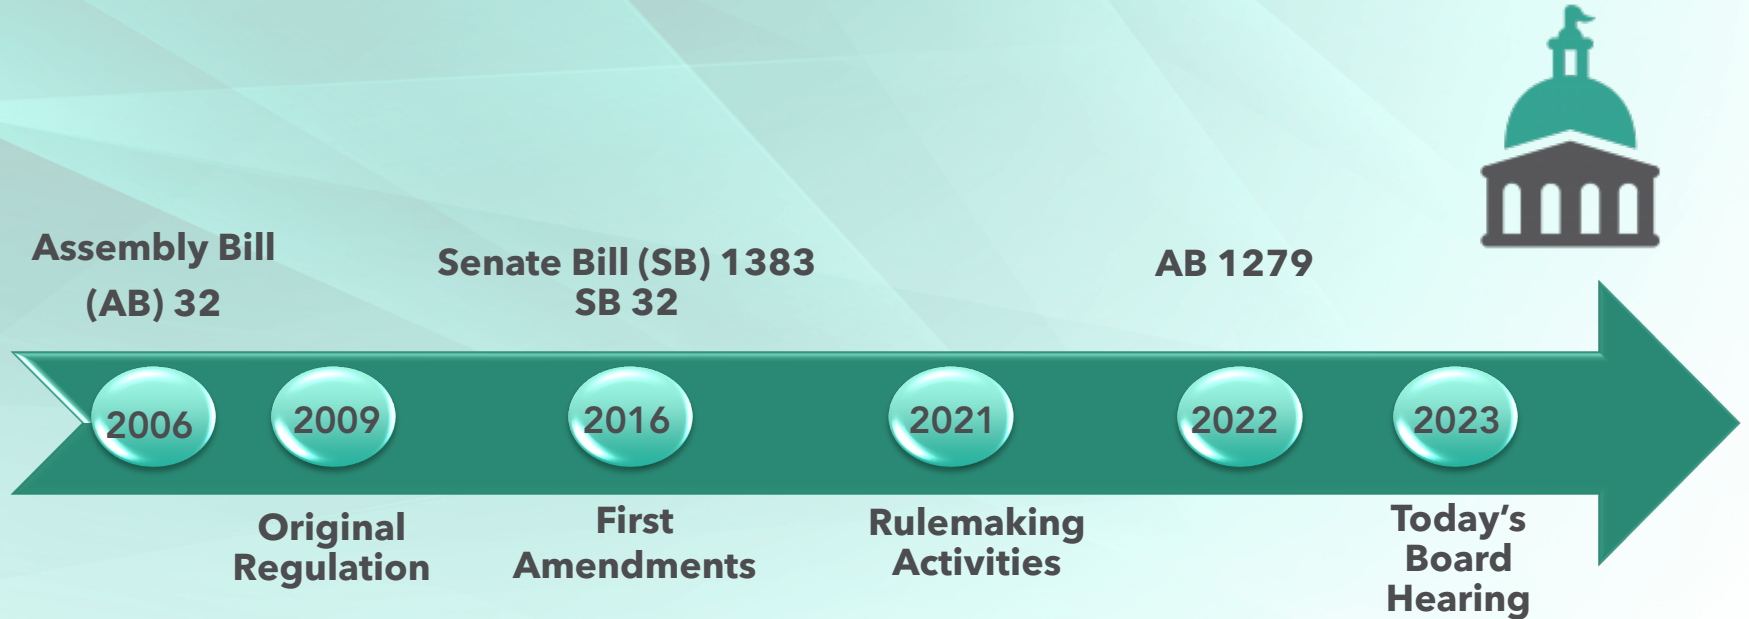 Assembly Bill
(AB) 32
Senate Bill (SB) 1383
SB 32
AB 1279
2006
2009
2016
2021
2022
2023
Original
Regulation
First
Amendments
Rulemaking
Activities
Today’s
Board
Hearing